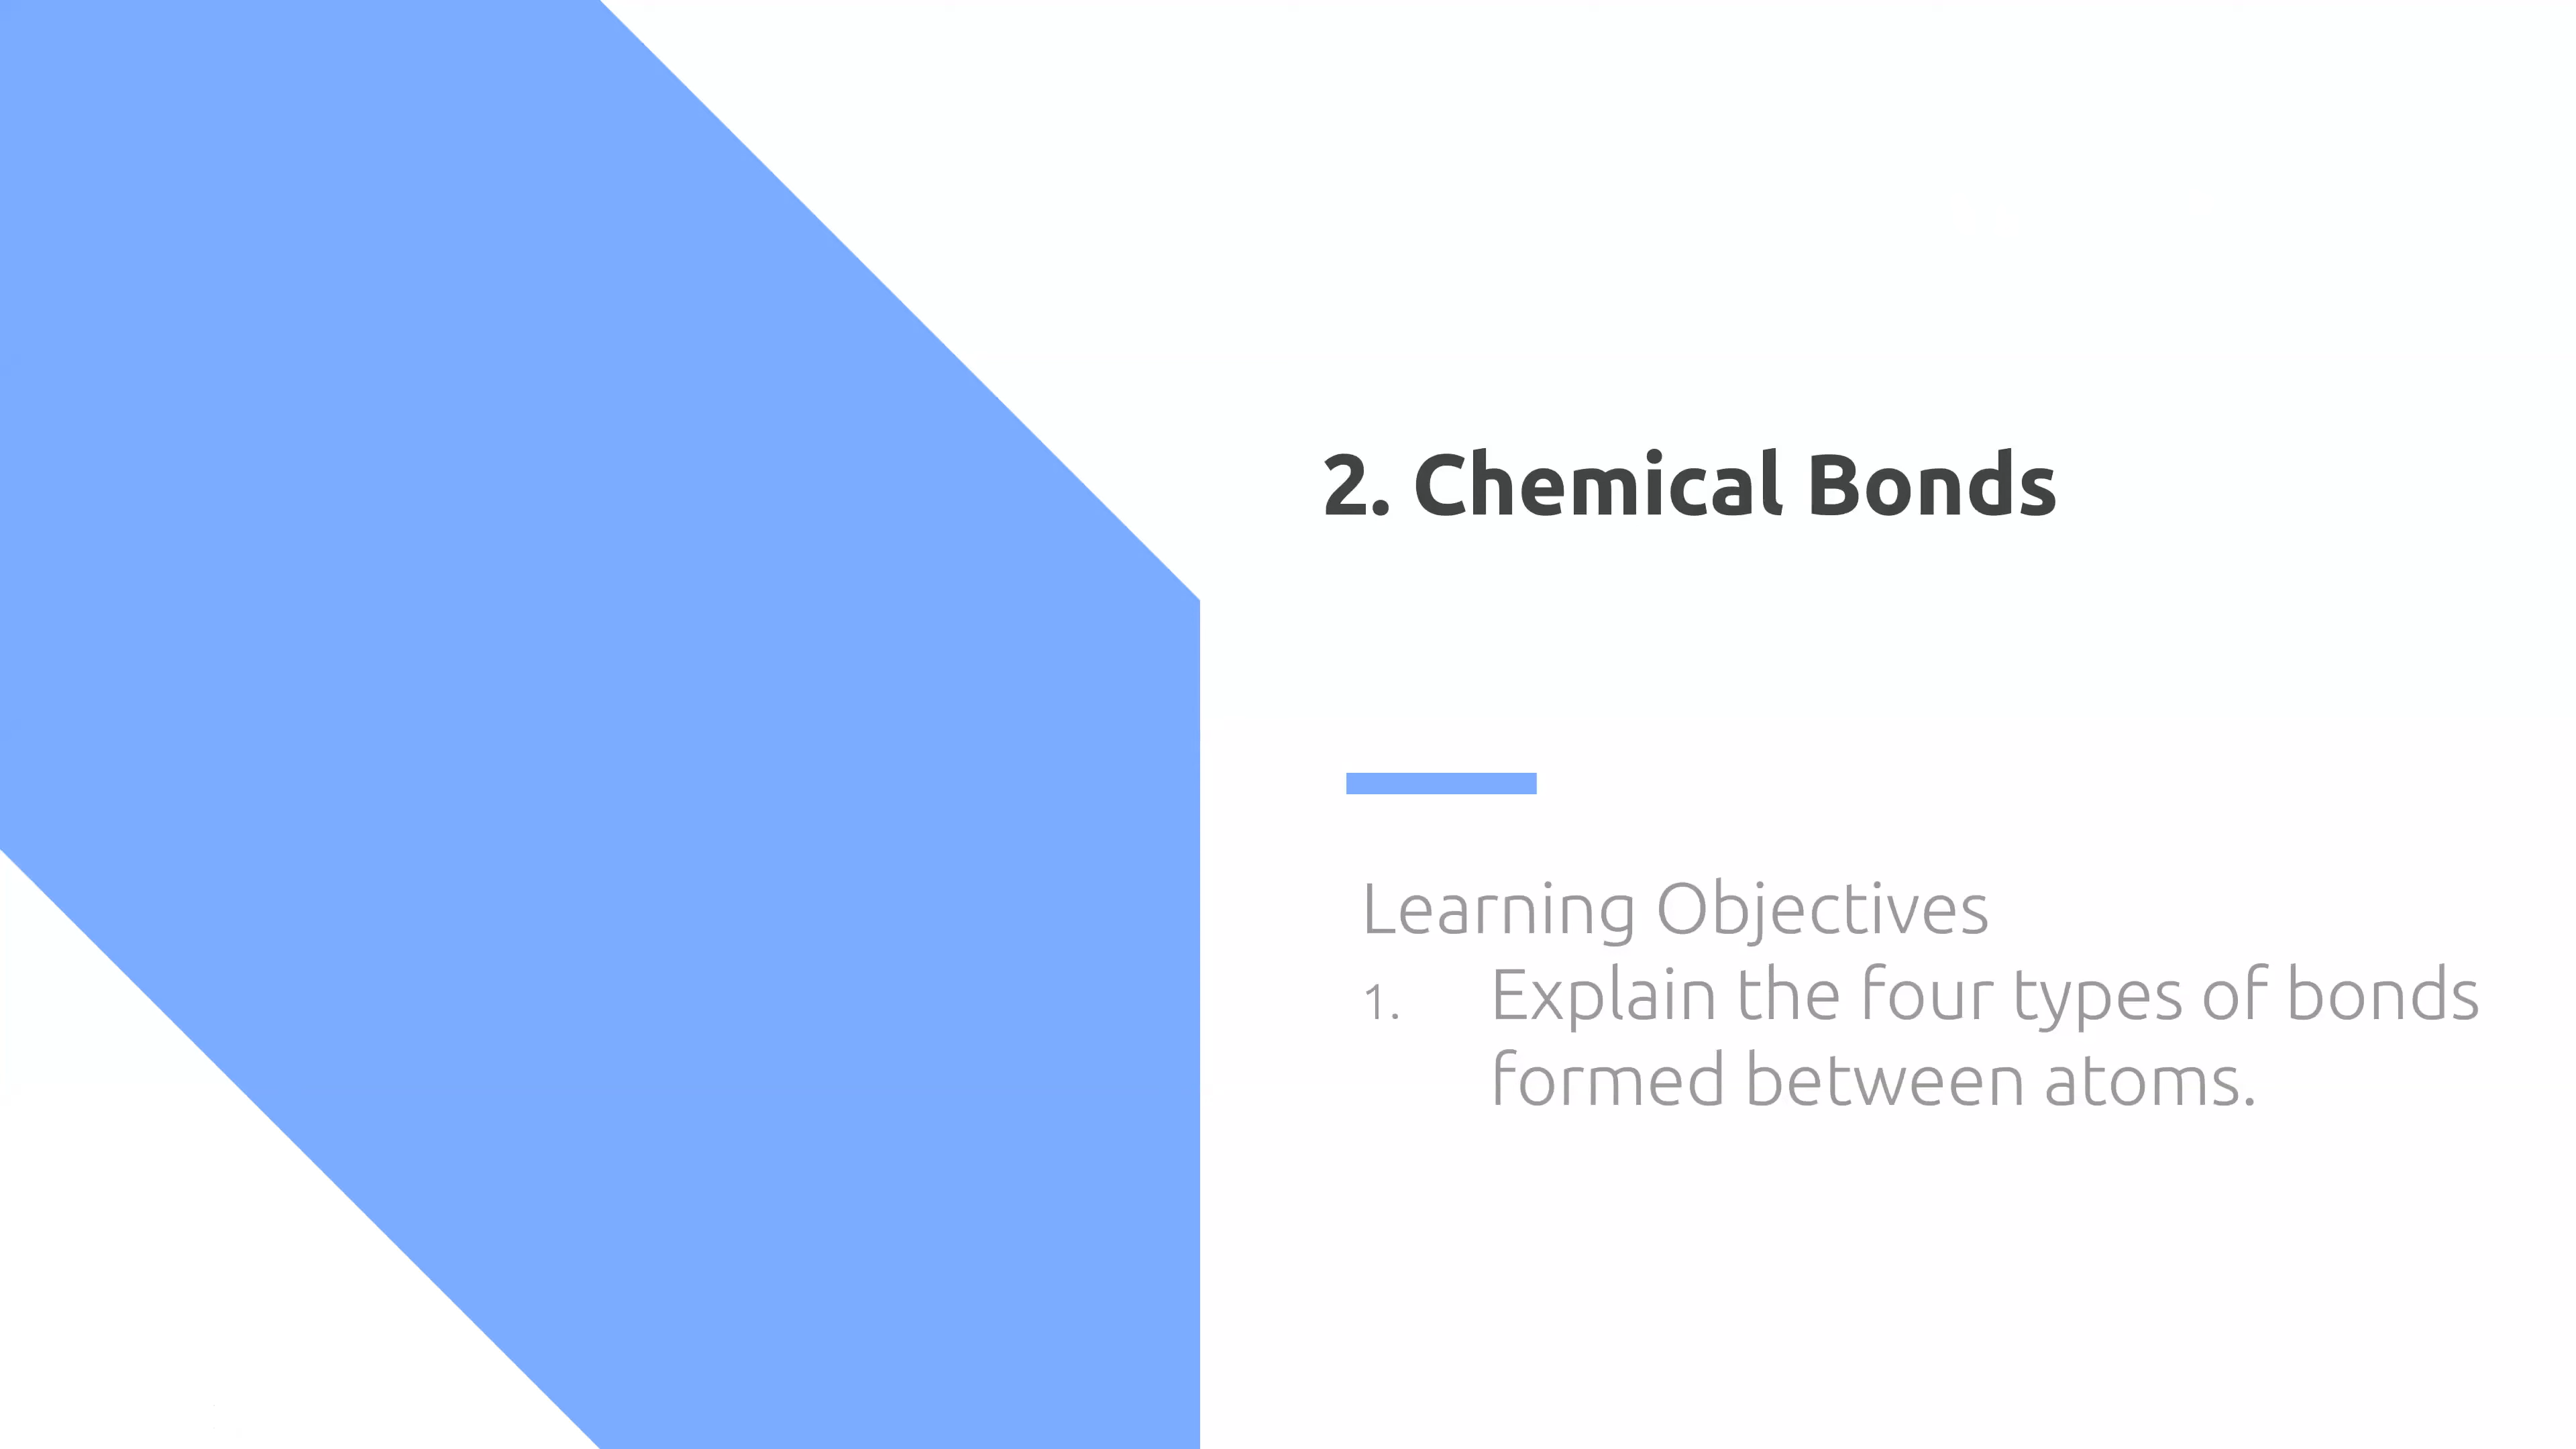 2. Chemical Bonds
Learning Objectives
1. Explain the four types of bonds
formed between atoms.